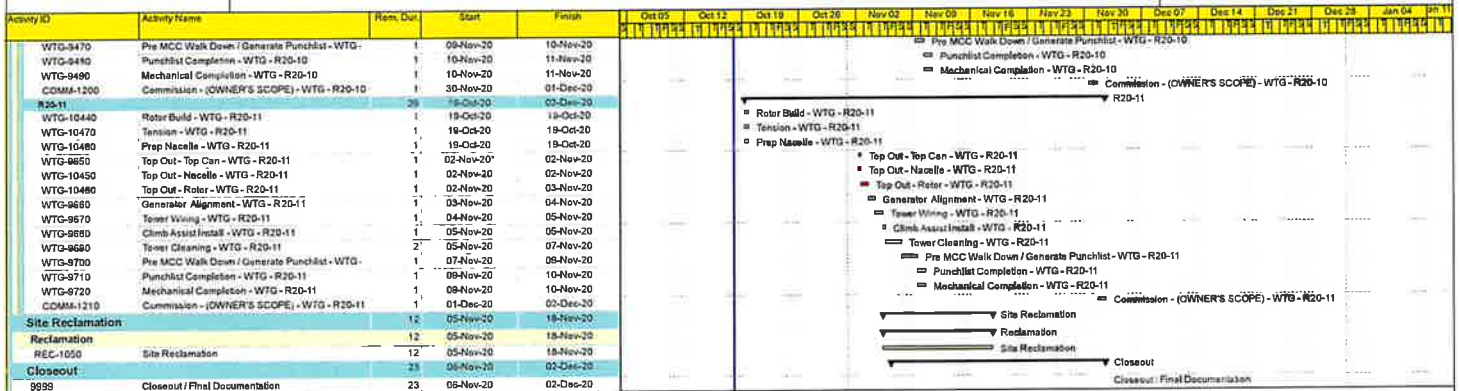 Activity ID Activity Name Rem. Dur. Start Finish Oct 05 Oct 12 Oct 19 Oct 26 Nov 02 Nov 09 Nov 16 Nov 23 Nov 30 Dec 07 Dec 14 Dec 21 Dec 28 Jan 04 Jan 11
WTG-9470 Pre MCC Walk Down / Generate Punchlist - WTG - 1 09-Nov-20 10-Nov-20 Pre MCC Walk Down / Generate Punchlist - WTG - R20-10
Punchlist Completion - WTG - R20-10 1 10-Nov-20 11-Nov-20 Punchlist Completion - WTG - R20-10
WTG-9490 Mechanical Completion - WTG - R20-10 1 10-Nov-20 11-Nov-20 Mechanical Completion - WTG - R20-10
COMM-1200 Commission - (OWNER'S SCOPE) - WTG - R20-10 1 30-Nov-20 01-Dec-20 Commission - (OWNER'S SCOPE) - WTG - R20-10
R20-11 19-Oct-20 02-Dec-20 R20-11
WTG-10440 Rotor Build - WTG - R20-11 1 19-Oct-20 19-Oct-20 Rotor Build - WTG - R20-11
WTG-10470 Tension - WTG - R20-11 1 19-Oct-20 19-Oct-20 Tension - WTG - R20-11
WTG-10480 Prep Nacelle - WTG - R20-11 1 19-Oct-20 19-Oct-20 Prep Nacelle - WTG - R20-11
WTG-9650 Top Out - Top Can - WTG - R20-11 1 02-Nov-20* 02-Nov-20 Top Out - Top Can - WTG - R20-11
WTG-10450 Top Out - Nacelle - WTG - R20-11 1 02-Nov-20 02-Nov-20 Top Out - Nacelle - WTG - R20-11
WTG-10460 Top Out - Rotor - WTG - R20-11 1 02-Nov-20 03-Nov-20 Top Out - Rotor - WTG - R20-11
WTG-9660 Generator Alignment - WTG - R20-11 1 03-Nov-20 04-Nov-20 Generator Alignment - WTG - R20-11
WTG-9670 Tower Wiring - WTG - R20-11 1 04-Nov-20 05-Nov-20 Tower Wiring - WTG - R20-11
WTG-9680 Climb Assist Install - WTG - R20-11 1 05-Nov-20 05-Nov-20 Climb Assist Install - WTG - R20-11
WTG-9690 Tower Cleaning - WTG - R20-11 2 05-Nov-20 07-Nov-20 Tower Cleaning - WTG - R20-11
WTG-9700 Pre MCC Walk Down / Generate Punchlist - WTG - 1 07-Nov-20 09-Nov-20 Pre MCC Walk Down / Generate Punchlist - WTG - R20-11
WTG-9710 Punchlist Completion - WTG - R20-11 1 09-Nov-20 10-Nov-20 Punchlist Completion - WTG - R20-11
WTG-9720 Mechanical Completion - WTG - R20-11 1 09-Nov-20 10-Nov-20 Mechanical Completion - WTG - R20-11
COMM-1210 Commission - (OWNER'S SCOPE) - WTG - R20-11 1 01-Dec-20 02-Dec-20 Commission - (OWNER'S SCOPE) - WTG - R20-11
Site Reclamation 12 05-Nov-20 18-Nov-20 Site Reclamation
Reclamation 12 05-Nov-20 18-Nov-20 Reclamation
REC-1050 Site Reclamation 12 05-Nov-20 18-Nov-20 Site Reclamation
Closeout 23 06-Nov-20 02-Dec-20 Closeout
9999 Closeout / Final Documentation 23 06-Nov-20 02-Dec-20 Closeout / Final Documentation